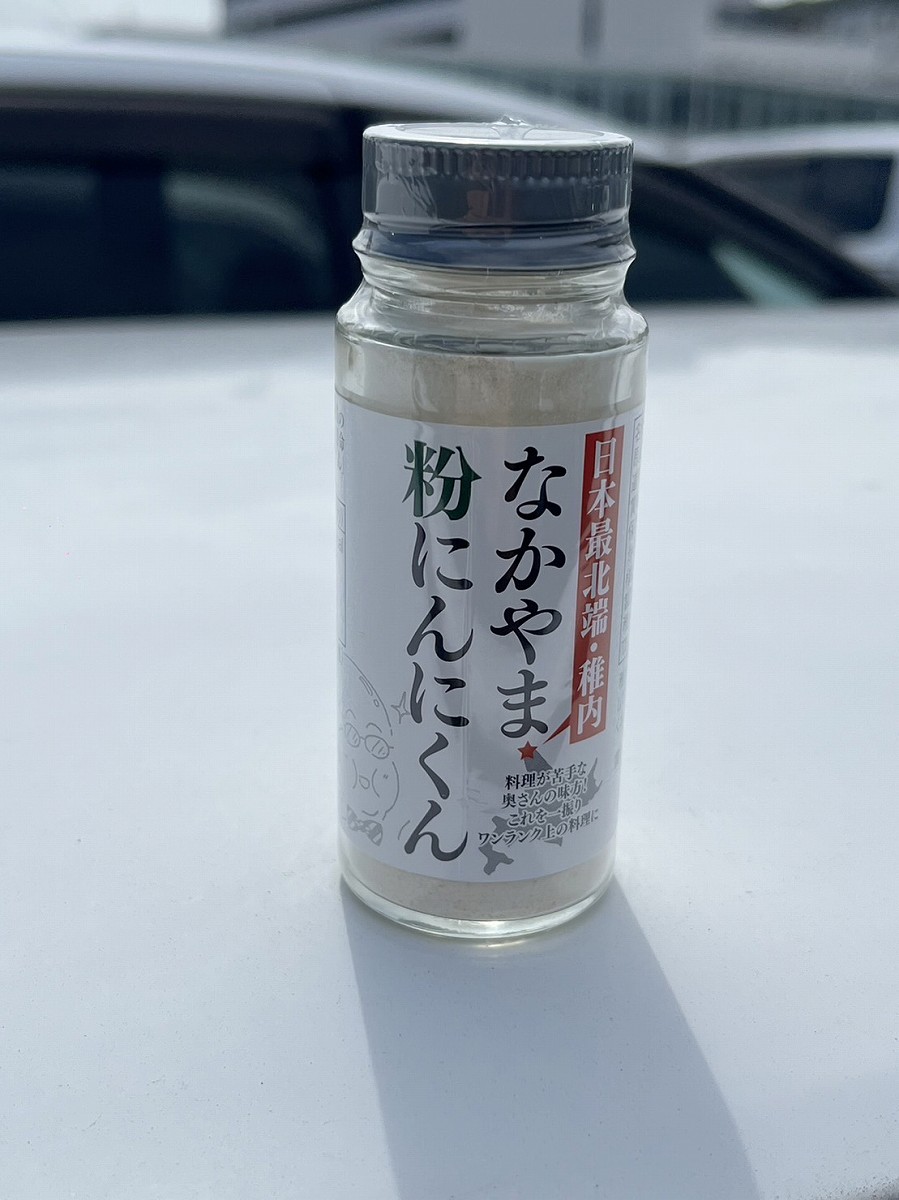 日本最北端・稚内
なかやま
粉にんにくん
料理が苦手な
奥さんの味方!
これを一振り
ワンランク上の料理に